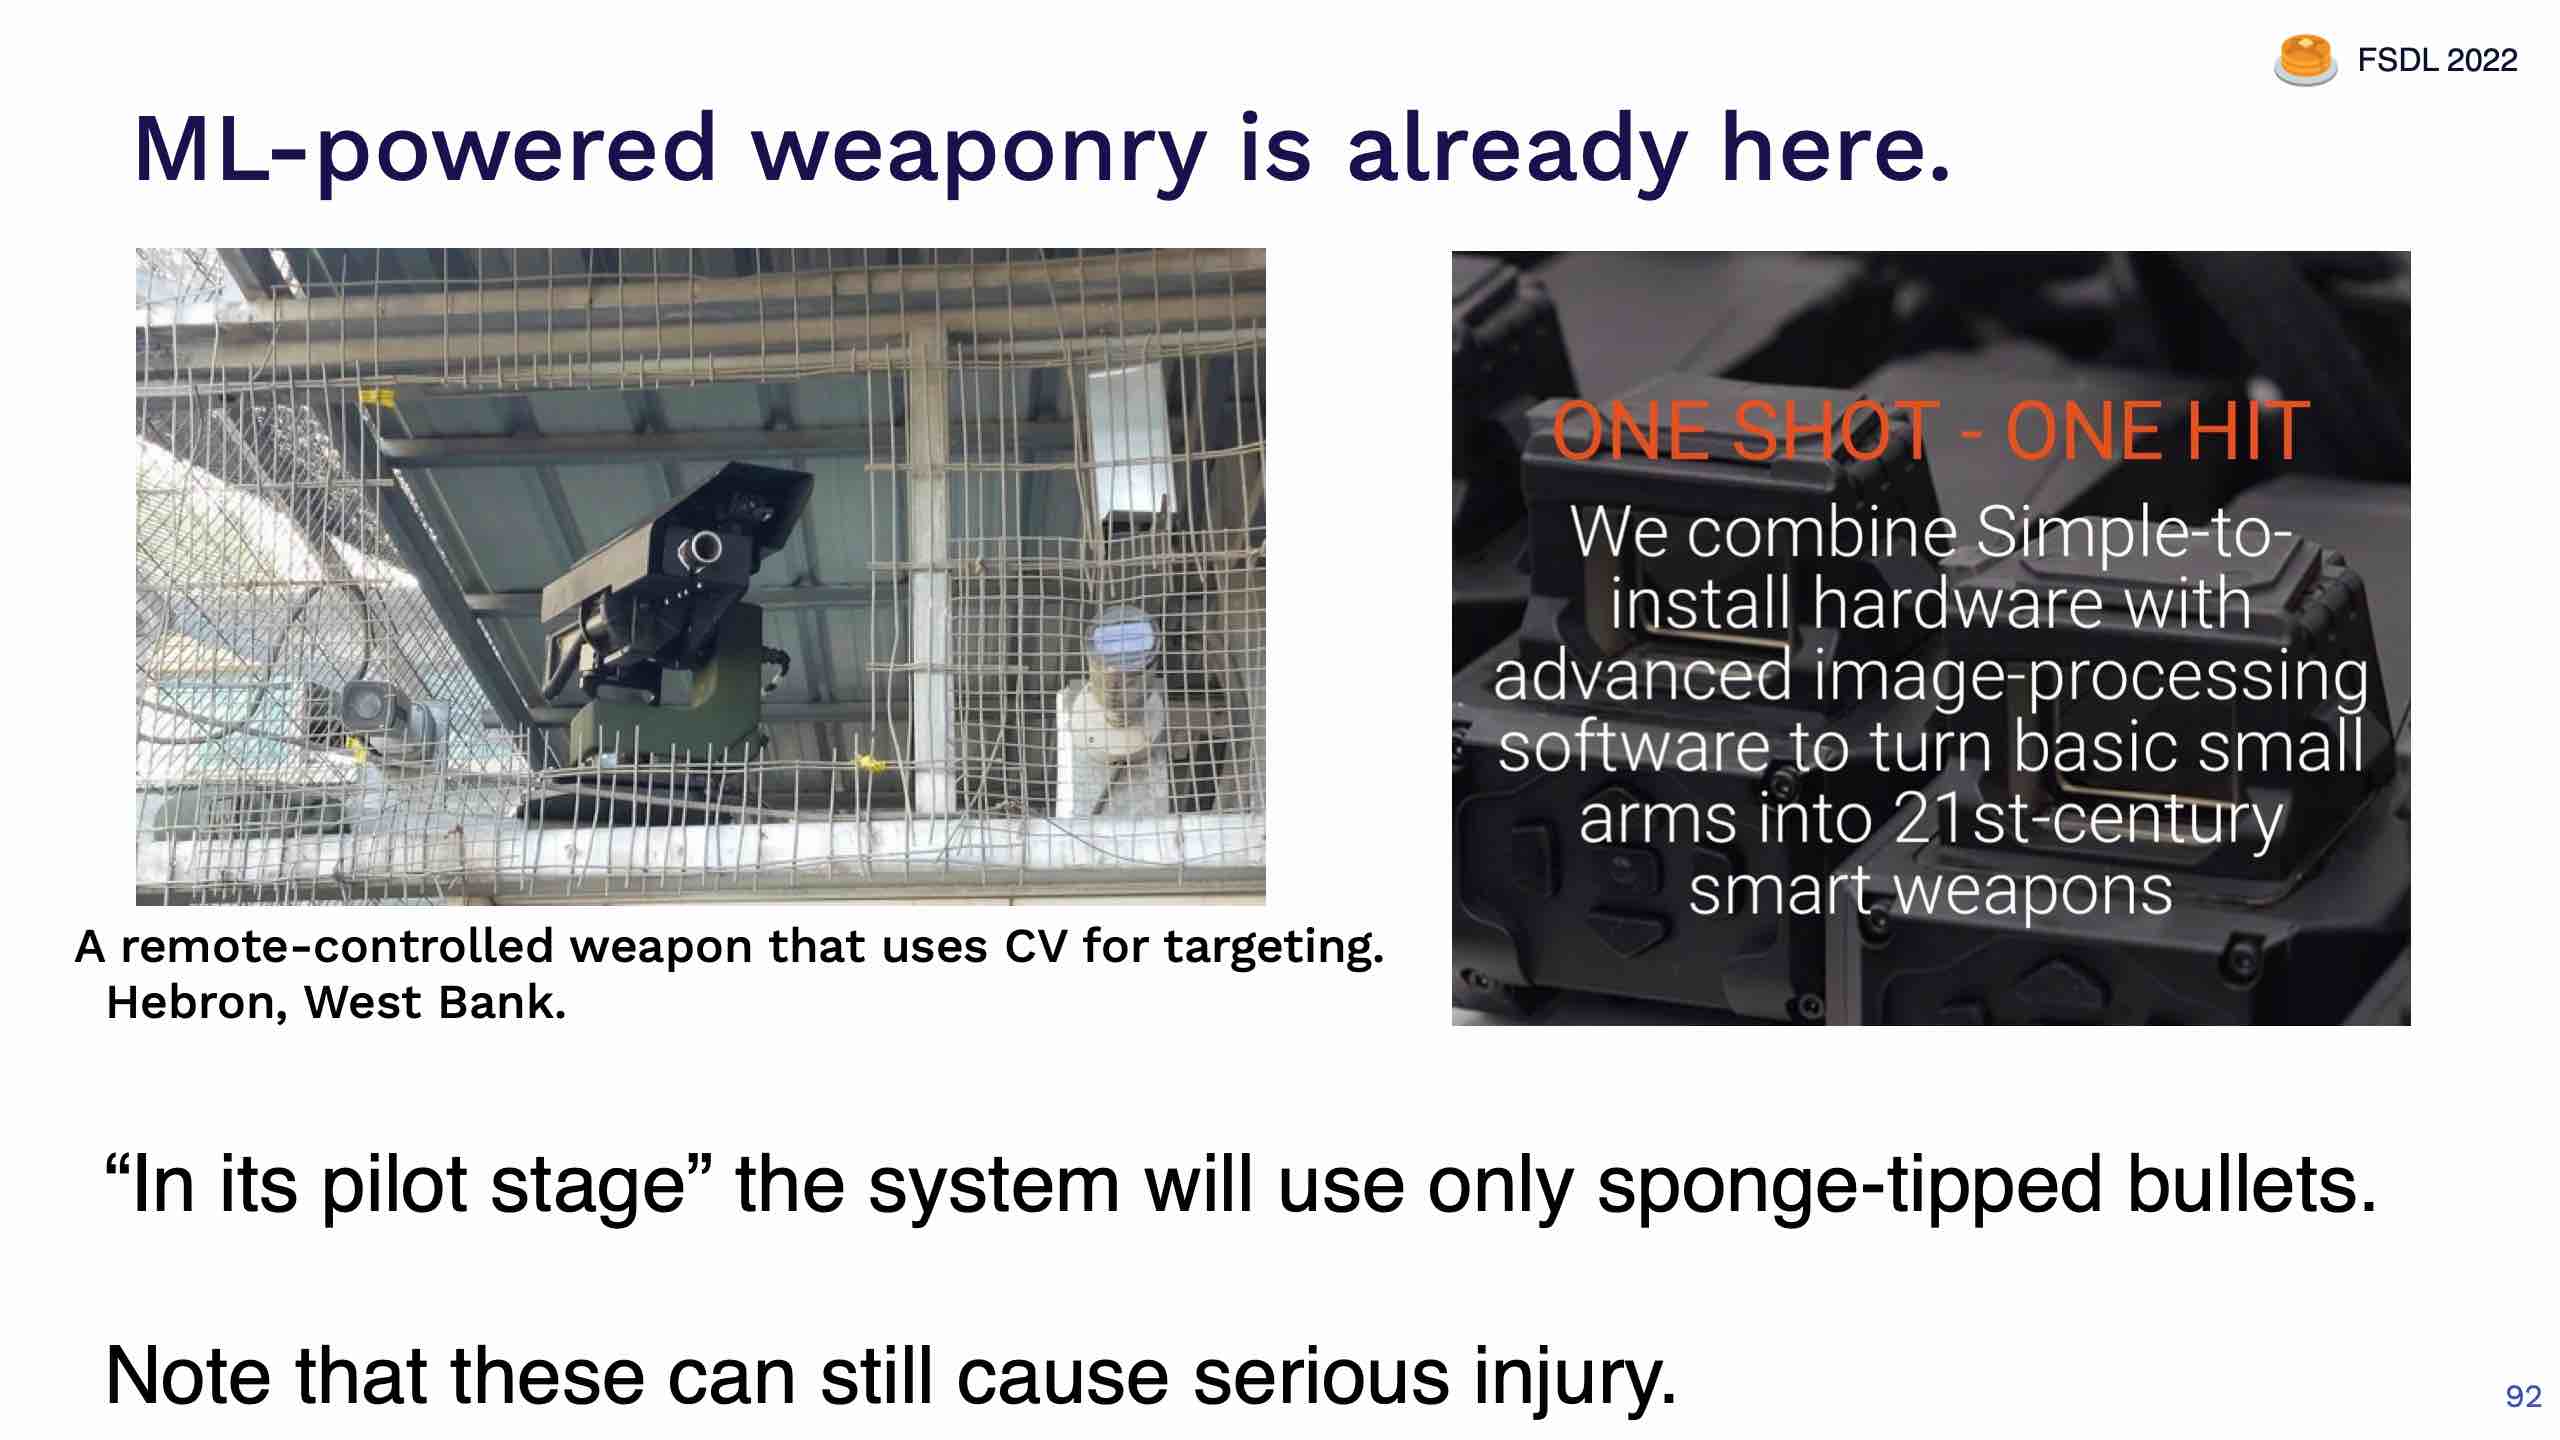 FSDL 2022
ML-powered weaponry is already here.
A remote-controlled weapon that uses CV for targeting.
Hebron, West Bank.
ONE SHOT - ONE HIT
We combine Simple-to-
install hardware with
advanced image-processing
software to turn basic small
arms into 21st-century
smart weapons
“In its pilot stage” the system will use only sponge-tipped bullets.
Note that these can still cause serious injury.
92